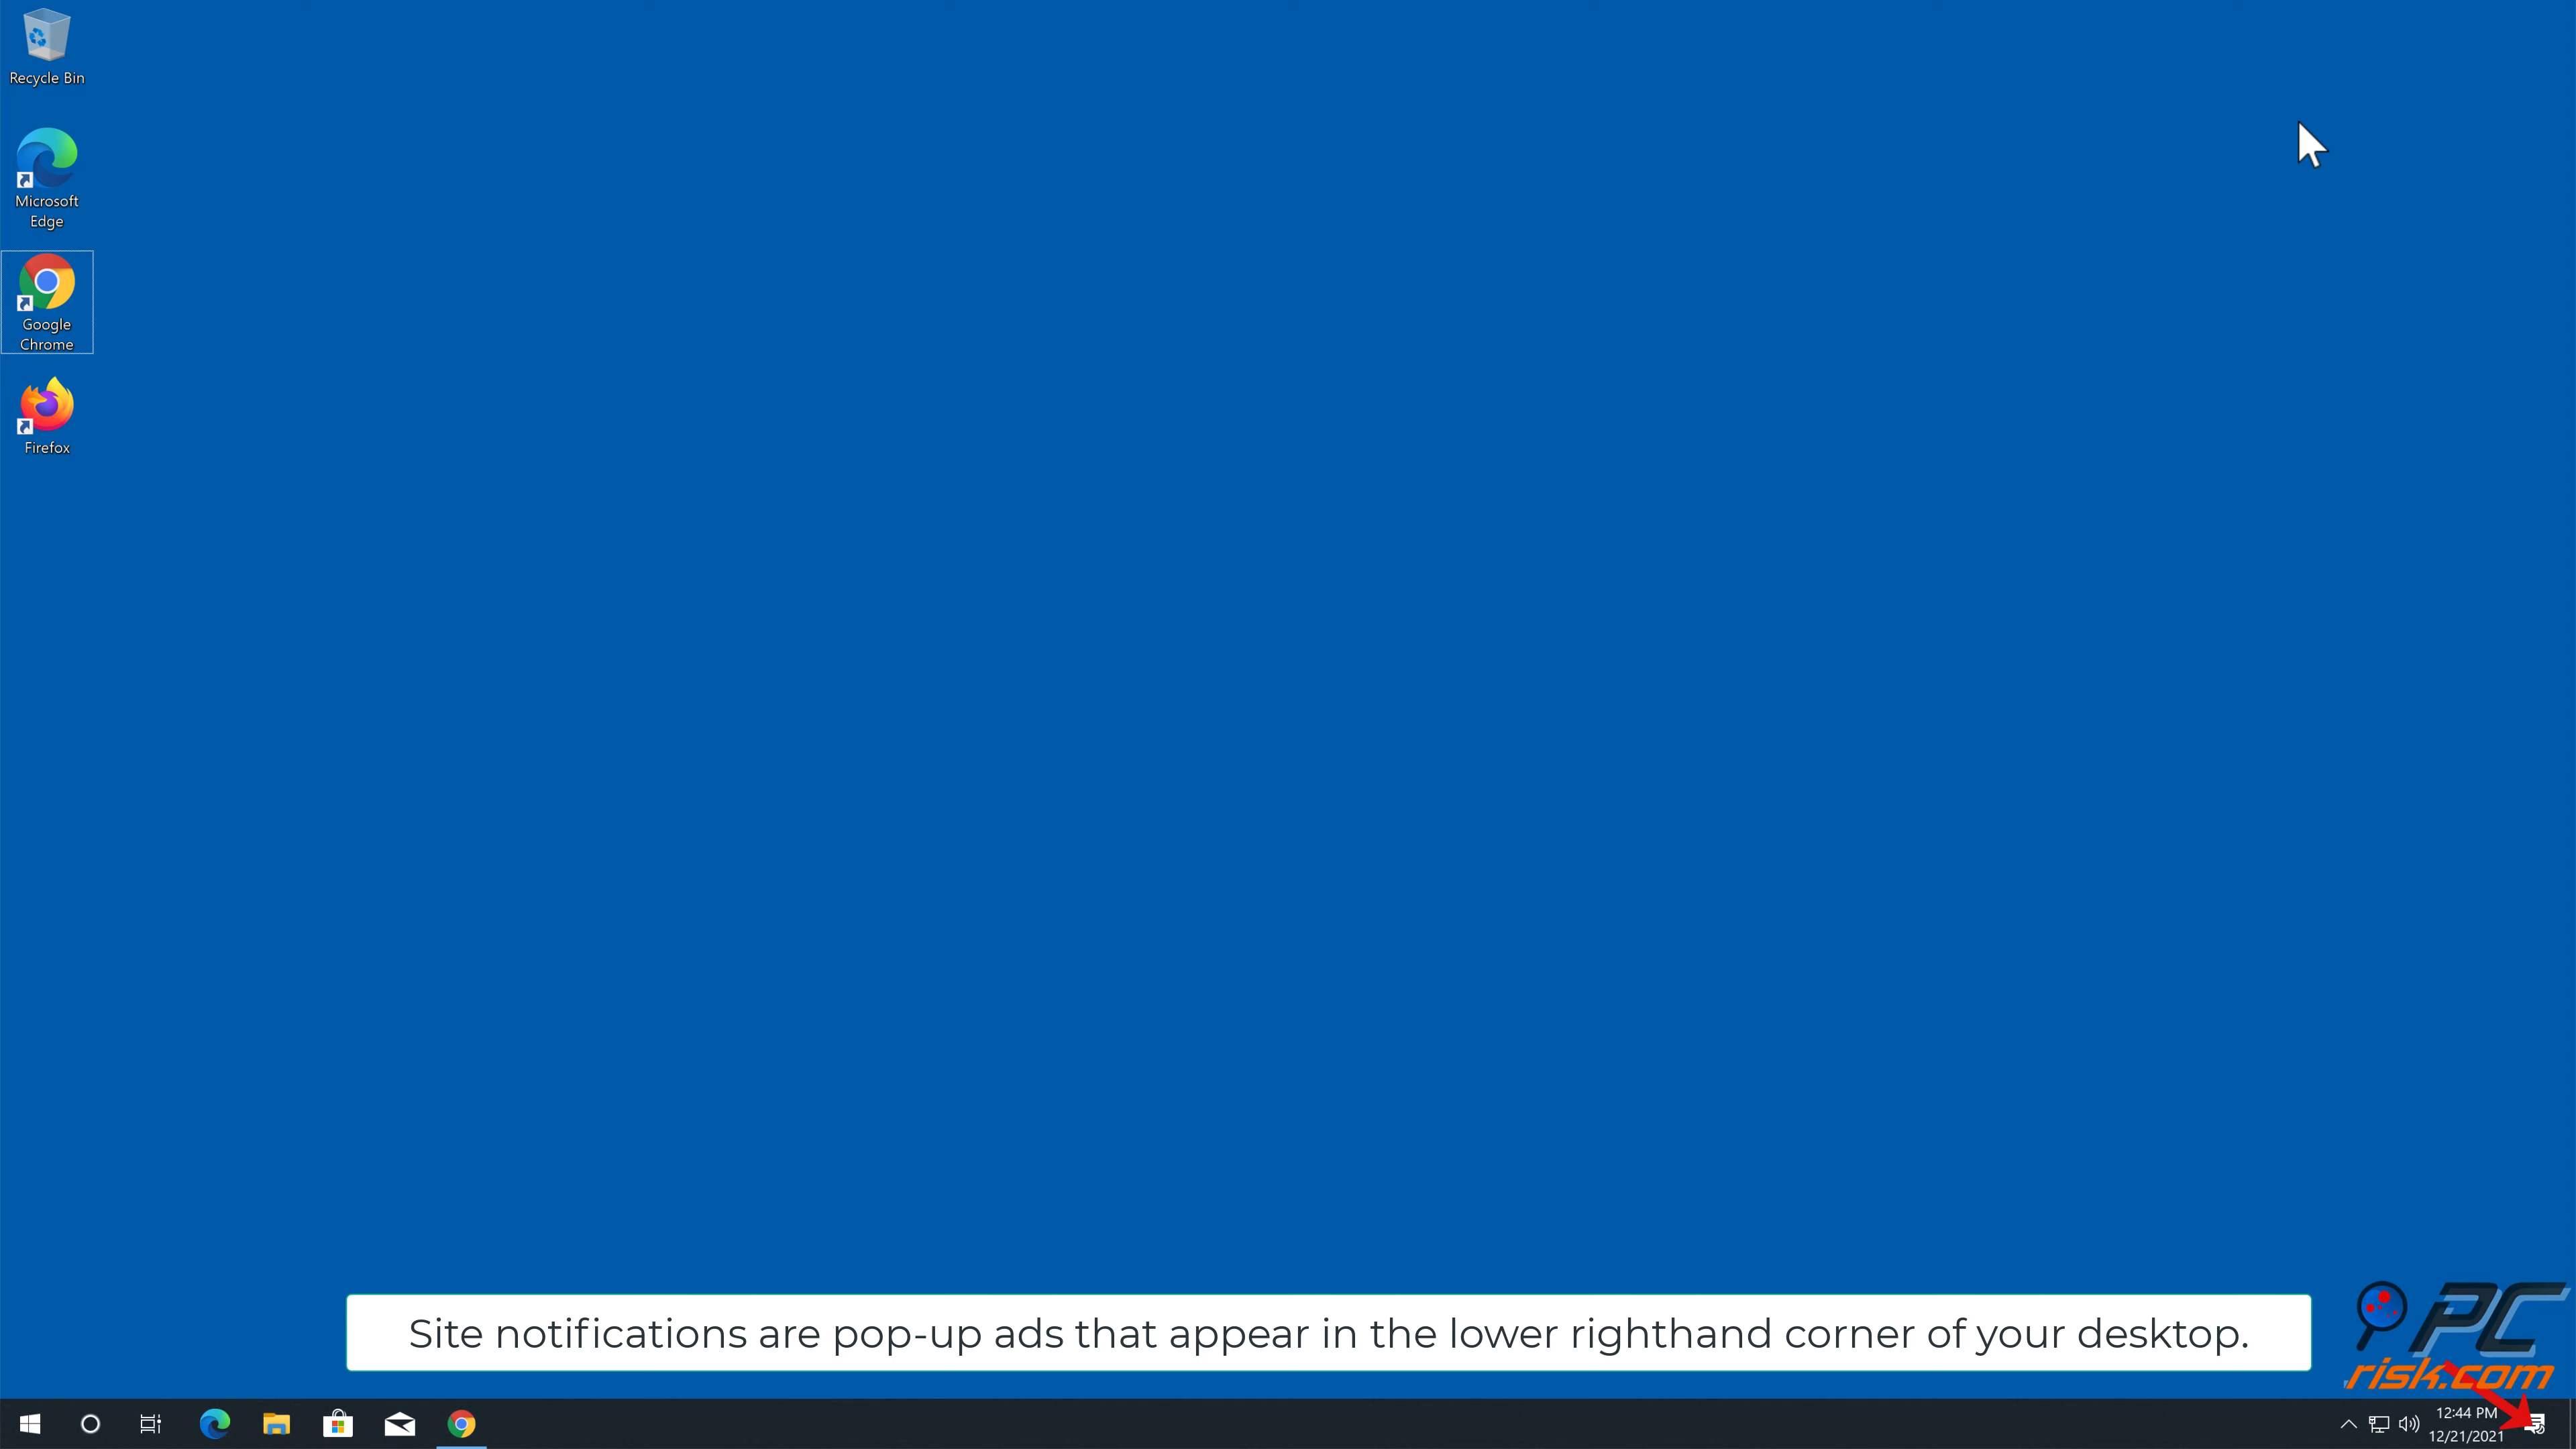 Recycle Bin
Microsoft
Edge
Google
Chrome
Firefox
Site notifications are pop-up ads that appear in the lower righthand corner of your desktop.
PC
risk.com
12:44 PM
12/21/2021